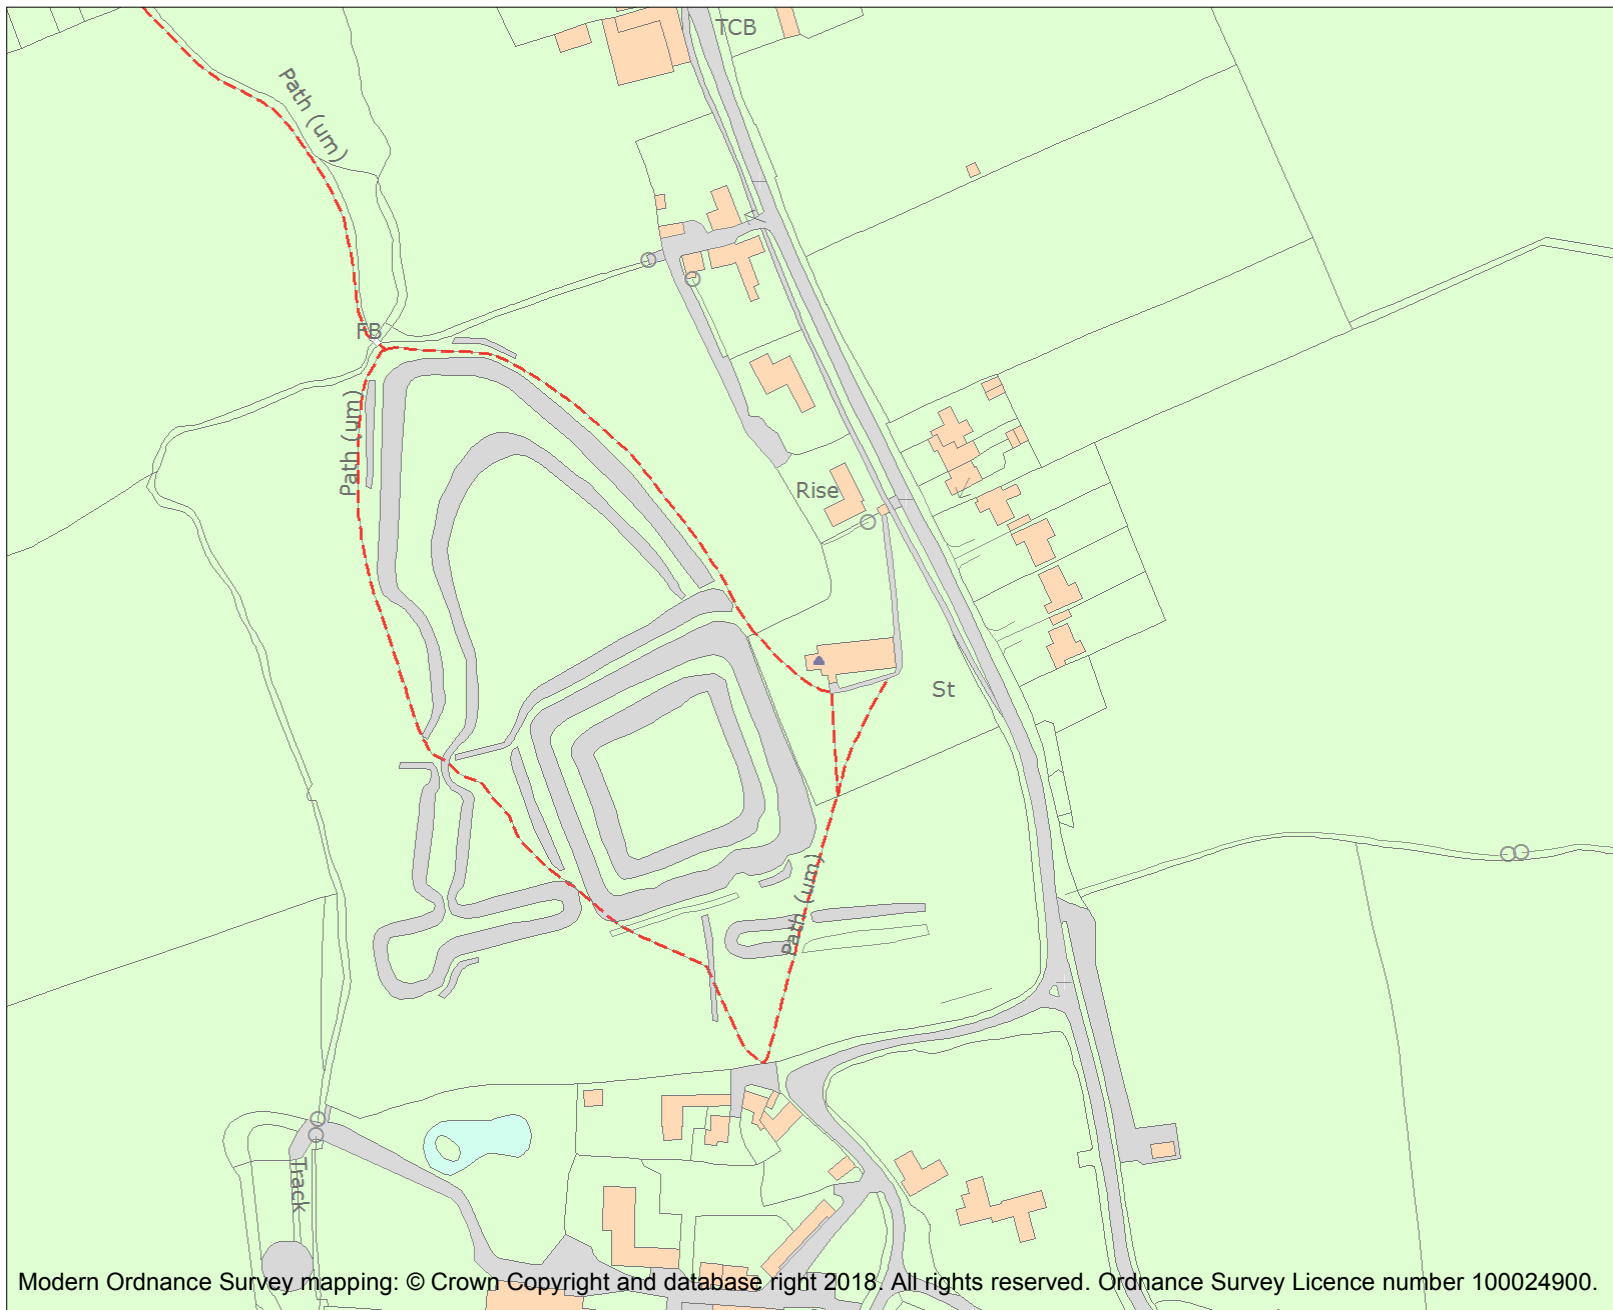 TCB
Path (um)
FB
Path (um)
Rise
St
Path (um)
Track
Modern Ordnance Survey mapping: © Crown Copyright and database right 2018. All rights reserved. Ordnance Survey Licence number 100024900.